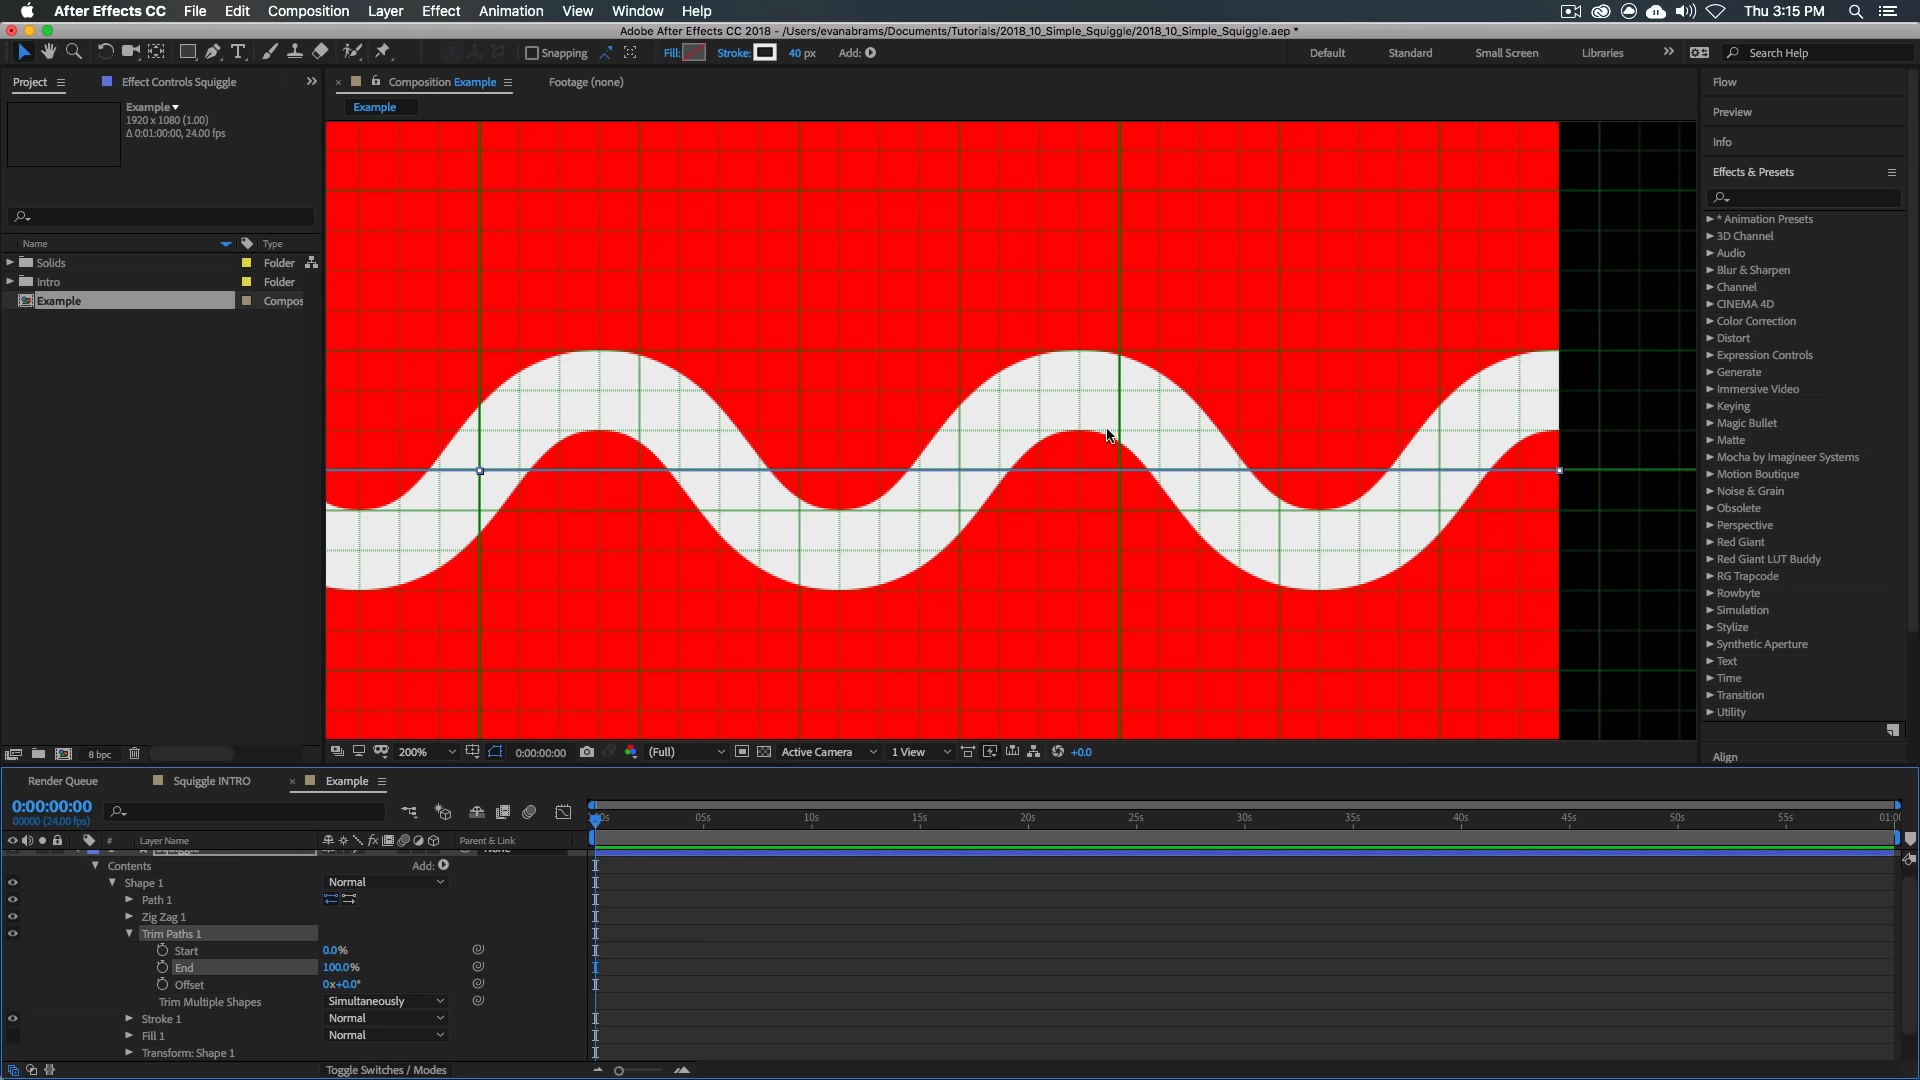 After Effects CC File Edit Composition Layer Effect Animation View Window Help Thu 3:15 PM
Adobe After Effects CC 2018 - /Users/evanabrams/Documents/Tutorials/2018_10_Simple_Squiggle/2018_10_Simple_Squiggle.aep *
Snapping Fill: Stroke: 40 px Add: Default Standard Small Screen Libraries Search Help
Project Effect Controls Squiggle Composition Example Footage (none) Flow
Example
1920 x 1080 (1.00)
Δ 0:01:00:00, 24.00 fps
Example
Preview
Info
Effects & Presets
Name Type
Solids Folder
Intro Folder
Example Compos
* Animation Presets
3D Channel
Audio
Blur & Sharpen
Channel
CINEMA 4D
Color Correction
Distort
Expression Controls
Generate
Immersive Video
Keying
Magic Bullet
Matte
Mocha by Imagineer Systems
Motion Boutique
Noise & Grain
Obsolete
Perspective
Red Giant
Red Giant LUT Buddy
RG Trapcode
Rowbyte
Simulation
Stylize
Synthetic Aperture
Text
Time
Transition
Utility
Align
8 bpc 200% 0:00:00:00 (Full) Active Camera 1 View +0.0
Render Queue Squiggle INTRO Example
0:00:00:00
00000 (24.00 fps)
05s 10s 15s 20s 25s 30s 35s 40s 45s 50s 55s 01:00
# Layer Name Parent & Link
Contents Add:
Shape 1 Normal
Path 1
Zig Zag 1
Trim Paths 1
Start 0.0%
End 100.0%
Offset 0x+0.0°
Trim Multiple Shapes Simultaneously
Stroke 1 Normal
Fill 1 Normal
Transform: Shape 1
Toggle Switches / Modes